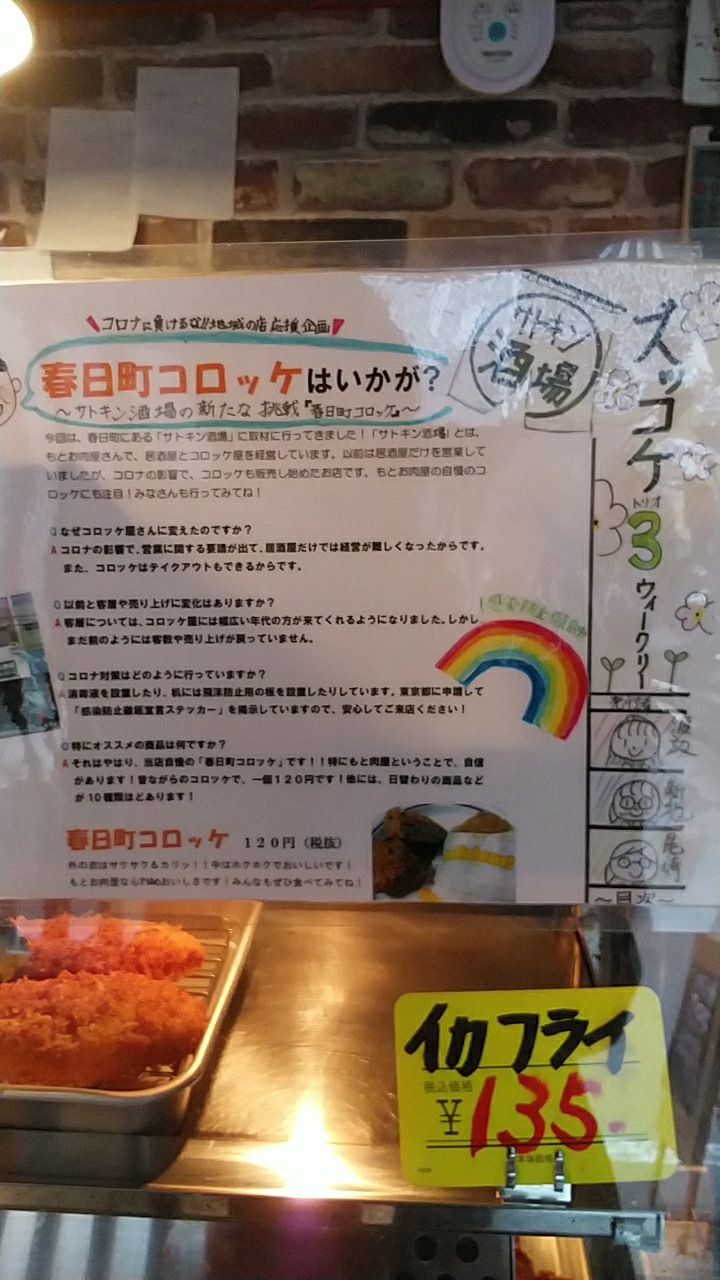 コロナに負けるな!!地域の店応援企画
春日町コロッケはいかが?
~サトキン酒場の新たな挑戦『春日町コロッケ』~
サトキン
酒場
今回は、春日町にある「サトキン酒場」に取材に行ってきました!「サトキン酒場」とは、
もとお肉屋さんで、居酒屋とコロッケ屋を経営しています。以前は居酒屋だけを営業して
いましたが、コロナの影響で、コロッケも販売し始めたお店です。もとお肉屋の自慢のコ
ロッケにも注目!みなさんも行ってみてね!
Q なぜコロッケ屋さんに変えたのですか?
A コロナの影響で、営業に関する要請が出て、居酒屋だけでは経営が難しくなったからです。
また、コロッケはテイクアウトもできるからです。
Q 以前と客層や売り上げに変化はありますか?
A 客層については、コロッケ屋には幅広い年代の方が来てくれるようになりました。しかし
まだ前のようには客数や売り上げが戻っていません。
Q コロナ対策はどのように行っていますか?
A 消毒液を設置したり、机には飛沫防止用の板を設置したりしています。東京都に申請して
「感染防止徹底宣言ステッカー」を掲示していますので、安心してご来店ください!
Q 特にオススメの商品は何ですか?
A それはやはり、当店自慢の「春日町コロッケ」です!!特にもと肉屋ということで、自信
があります!昔ながらのコロッケで、一個120円です!他には、日替わりの商品など
が10種類ほどあります!
春日町コロッケ 120円(税抜)
外の衣はサクサク&カリッ!!中はホクホクでおいしいです!
もとお肉屋ならではのおいしさです!みんなもぜひ食べてみてね!
ズッコケ
トリオ
3
ウィークリー
尾崎
~目次~
イカフライ
税込価格
¥135.